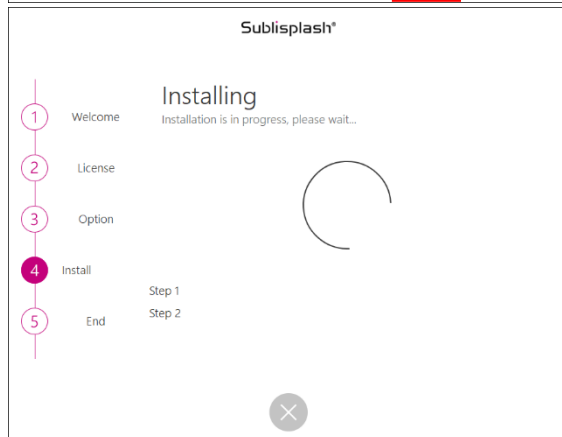 Sublisplash®
Installing
Installation is in progress, please wait...
1 Welcome
2 License
3 Option
4 Install
Step 1
Step 2
5 End